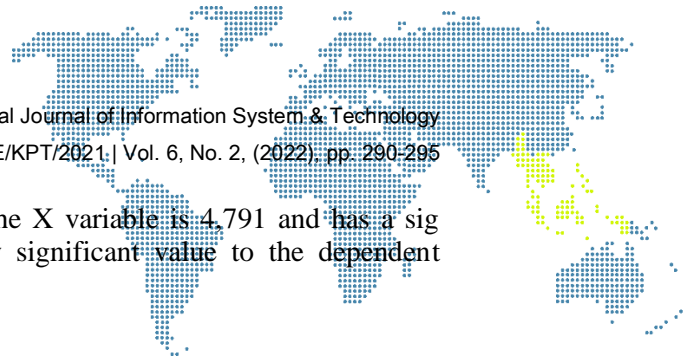 al Journal of Information System & Technology
E/KPT/2021 | Vol. 6, No. 2, (2022), pp. 290-295
ne X variable is 4,791 and has a sig
significant value to the dependent